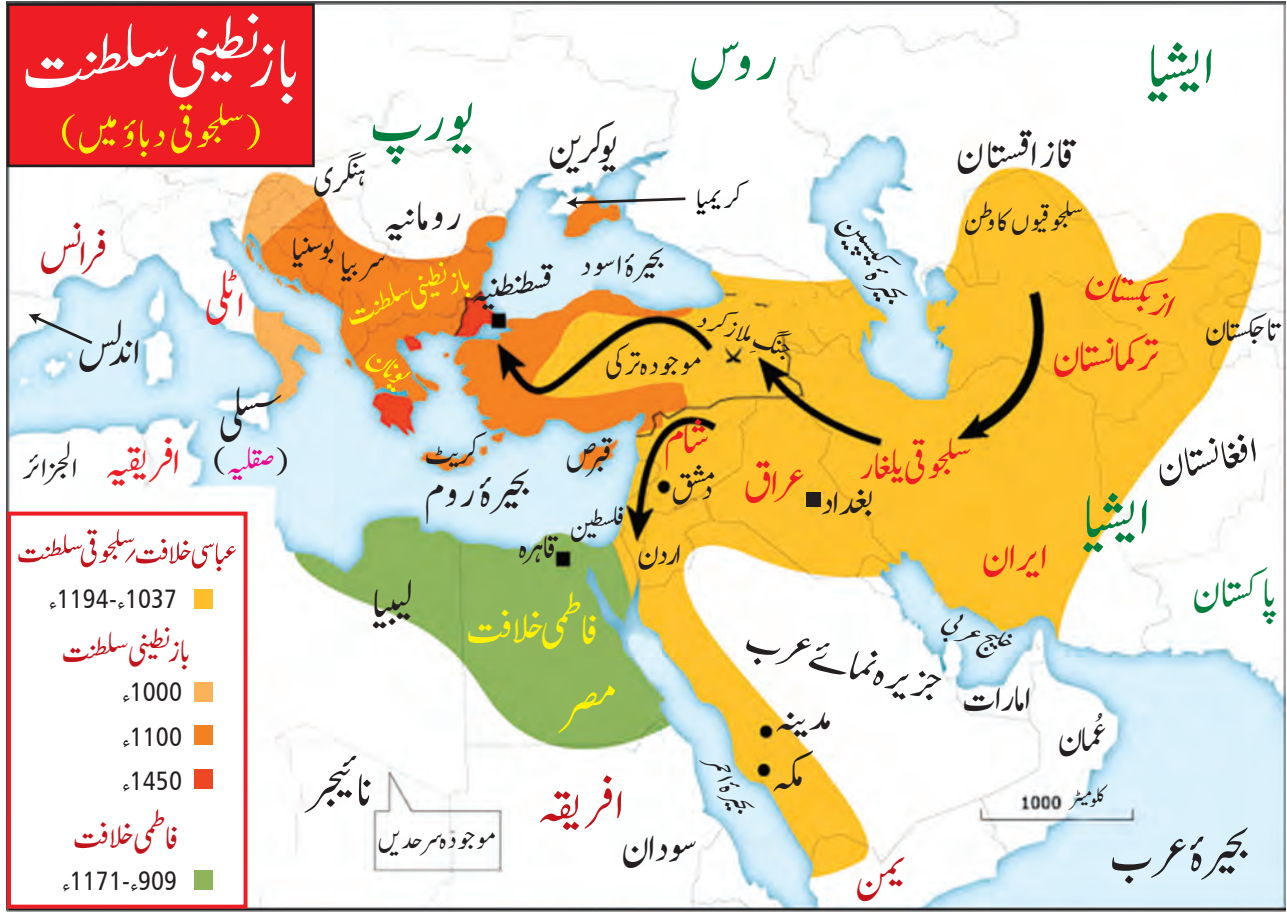 بازنطینی سلطنت
(سلجوقی دباؤ میں)
ایشیا
روس
یورپ
یوکرین
قازاقستان
ہنگری
رومانیہ
کریمیا
سلجوقیوں کا وطن
بحیرۂ کیسپین
فرانس
بوسنیا
سربیا
بحیرۂ اسود
قسطنطنیہ
بازنطینی سلطنت
اٹلی
ازبکستان
تاجکستان
ترکمانستان
اندلس
جنگِ ملازکرد
موجودہ ترکی
یونان
سسلی
(صقلیہ)
افریقیہ
الجزائر
کریٹ
قبرص
شام
دمشق
عراق
بغداد
سلجوقی یلغار
افغانستان
ایشیا
بحیرۂ روم
فلسطین
قاہرہ
اردن
ایران
پاکستان
لیبیا
فاطمی خلافت
مصر
خلیج عربی
جزیرہ نمائے عرب
امارات
عُمان
مدینہ
مکہ
بحیرۂ احمر
نائیجر
موجودہ سرحدیں
افریقہ
سوڈان
یمن
1000 کلومیٹر
بحیرۂ عرب
عباسی خلافت/سلجوقی سلطنت
1037ء-1194ء
بازنطینی سلطنت
1000ء
1100ء
1450ء
فاطمی خلافت
909ء-1171ء